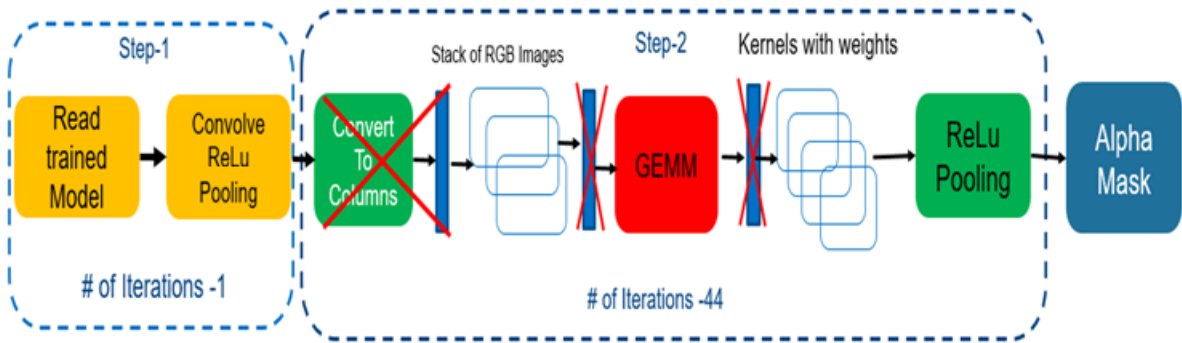 Step-1
Read
trained
Model
Convolve
ReLu
Pooling
# of Iterations -1
Step-2
Convert
To
Columns
Stack of RGB Images
GEMM
Kernels with weights
ReLu
Pooling
# of Iterations -44
Alpha
Mask